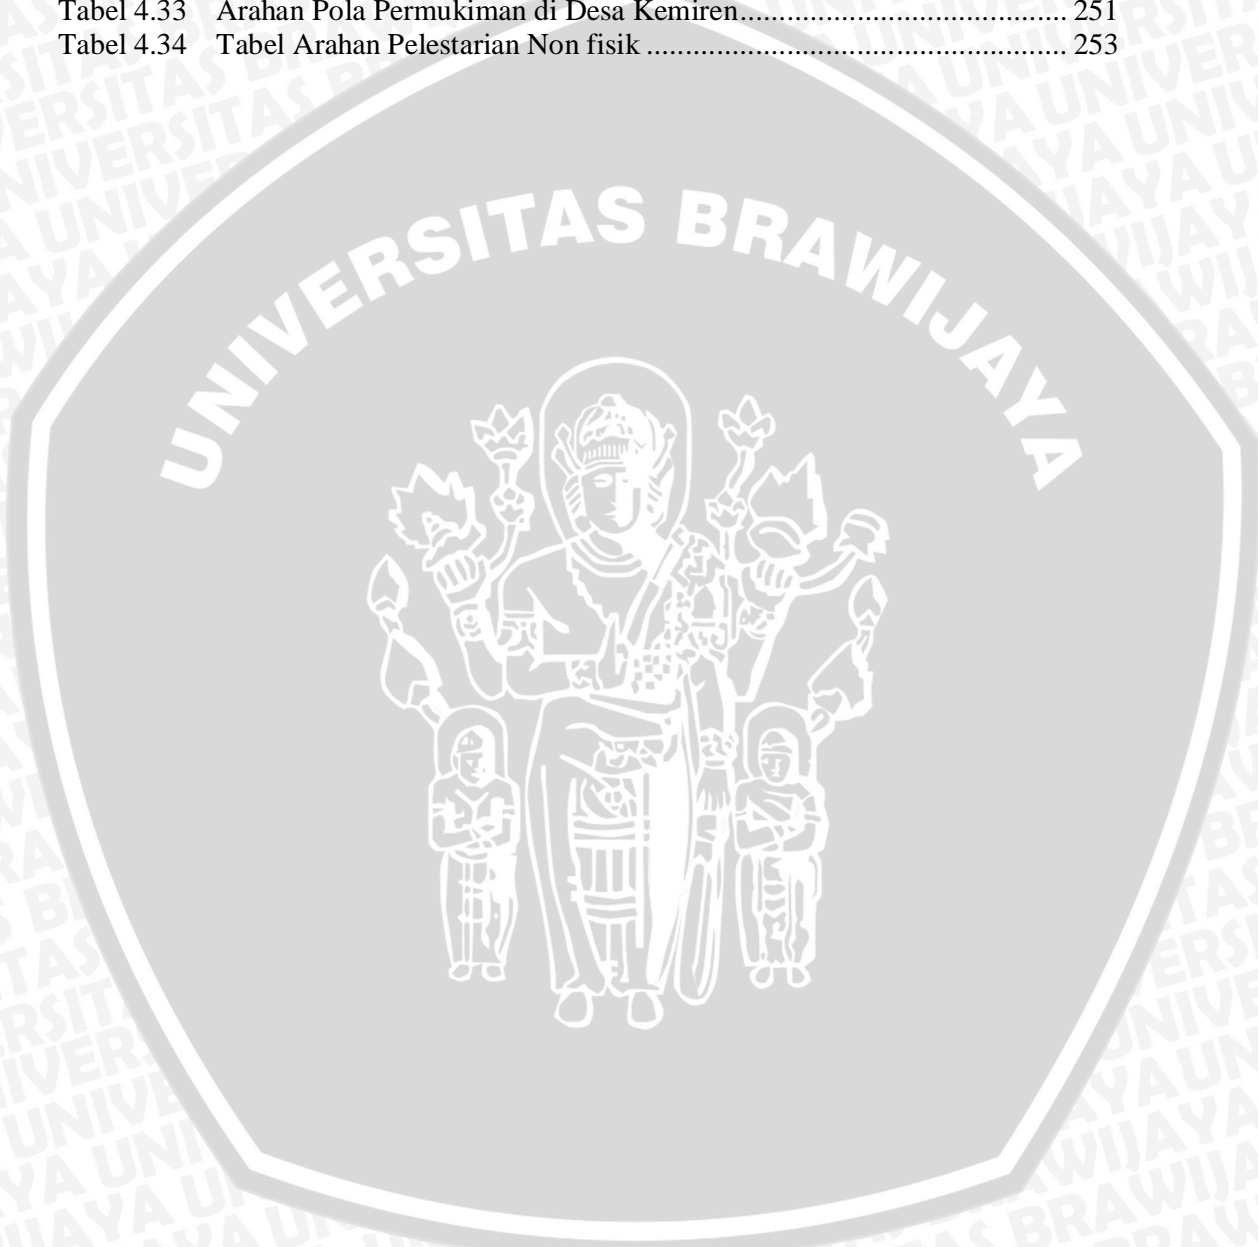 Tabel 4.33 Arahan Pola Permukiman di Desa Kemiren................................... 251
Tabel 4.34 Tabel Arahan Pelestarian Non fisik ............................................. 253
UNIVERSITAS BRAWIJAYA